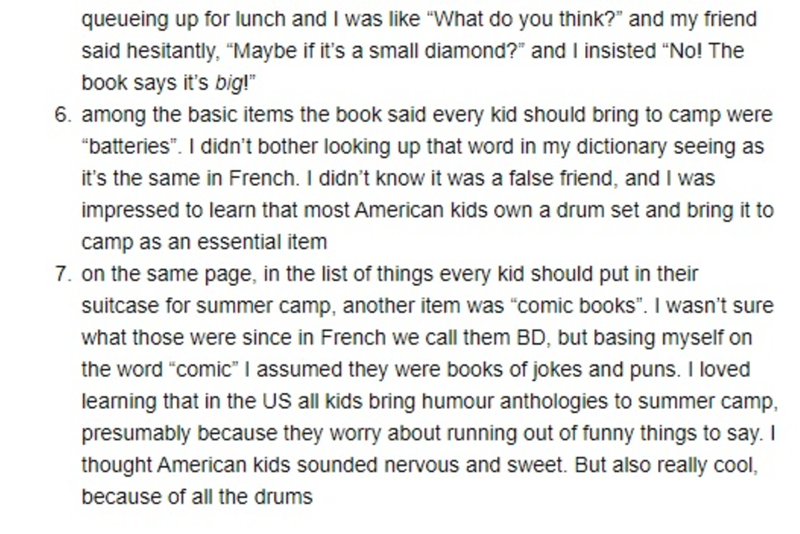 queueing up for lunch and I was like “What do you think?” and my friend
said hesitantly, “Maybe if it’s a small diamond?” and I insisted “No! The
book says it’s big!”
6. among the basic items the book said every kid should bring to camp were
“batteries”. I didn’t bother looking up that word in my dictionary seeing as
it’s the same in French. I didn’t know it was a false friend, and I was
impressed to learn that most American kids own a drum set and bring it to
camp as an essential item
7. on the same page, in the list of things every kid should put in their
suitcase for summer camp, another item was “comic books”. I wasn’t sure
what those were since in French we call them BD, but basing myself on
the word “comic” I assumed they were books of jokes and puns. I loved
learning that in the US all kids bring humour anthologies to summer camp,
presumably because they worry about running out of funny things to say. I
thought American kids sounded nervous and sweet. But also really cool,
because of all the drums